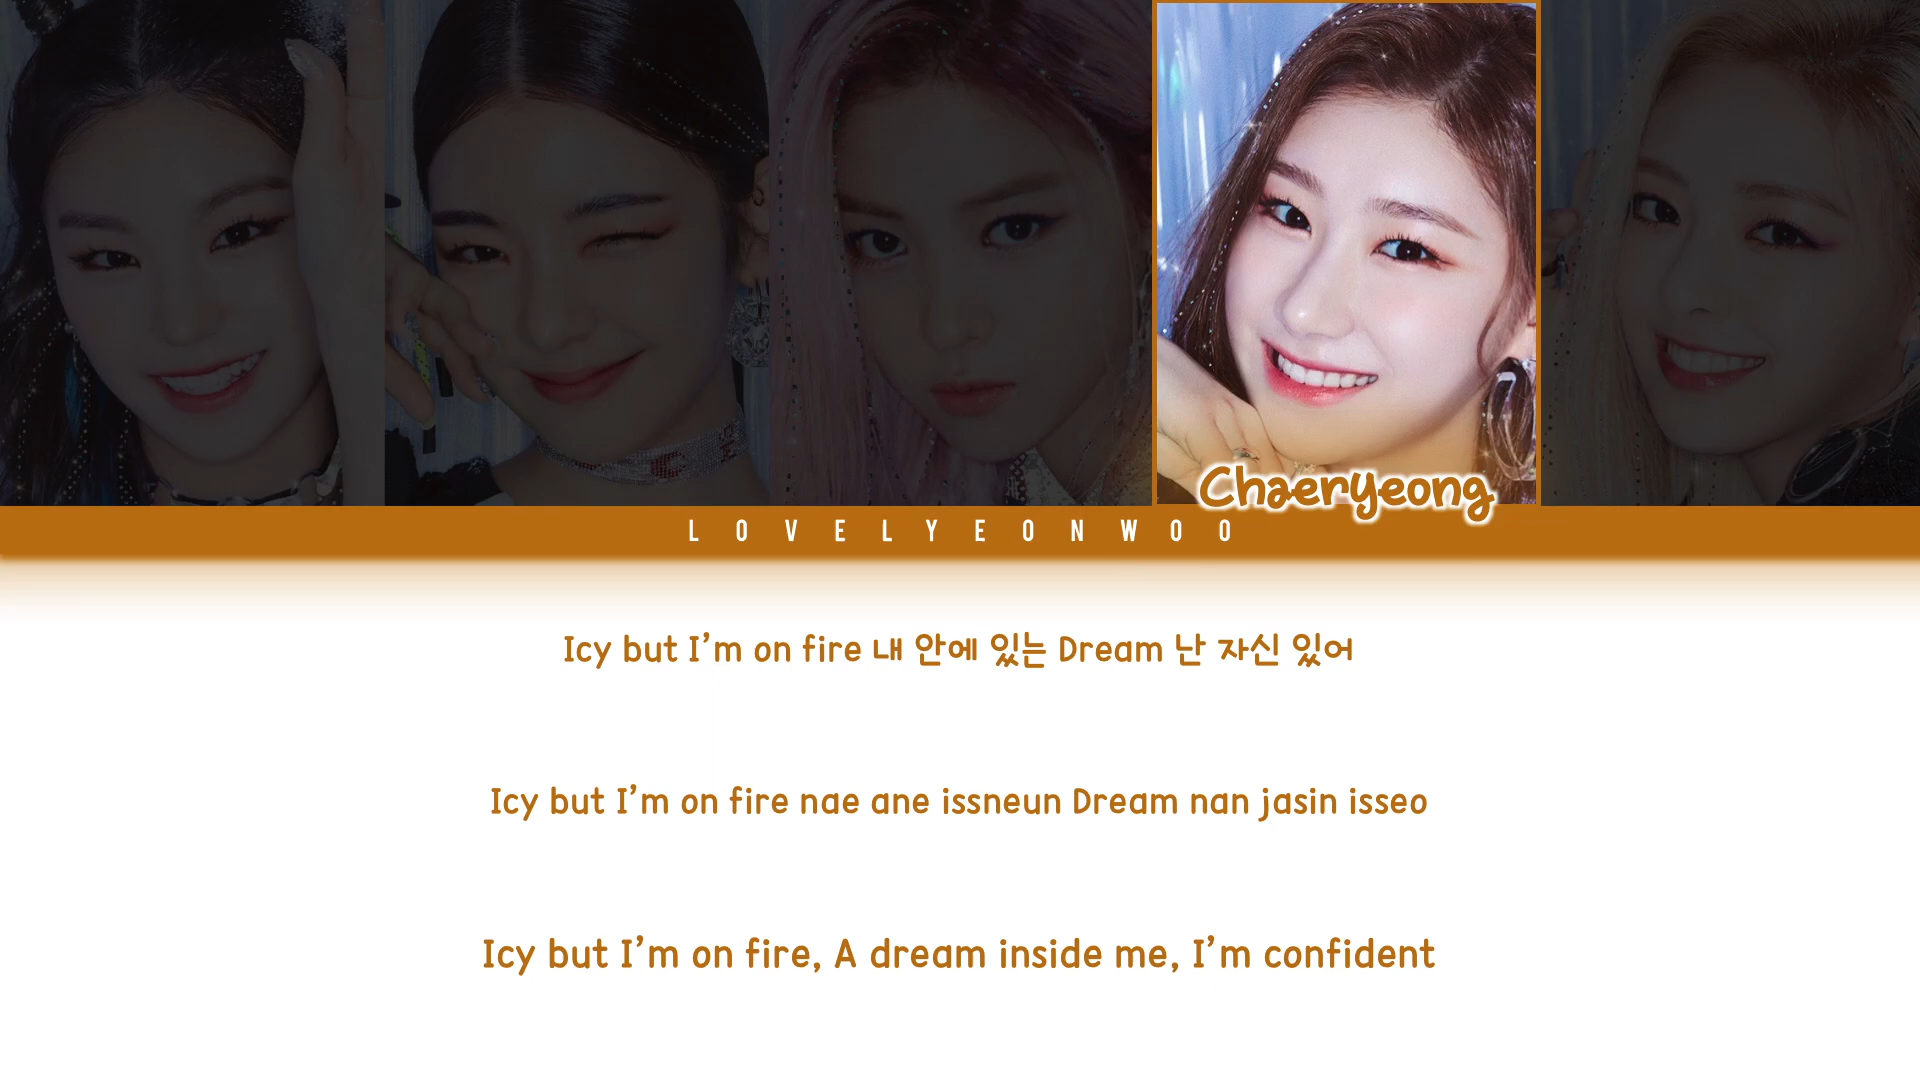 Chaeryeong
LOVELYEONWOO
Icy but I’m on fire 내 안에 있는 Dream 난 자신 있어
Icy but I’m on fire nae ane issneun Dream nan jasin isseo
Icy but I’m on fire, A dream inside me, I’m confident